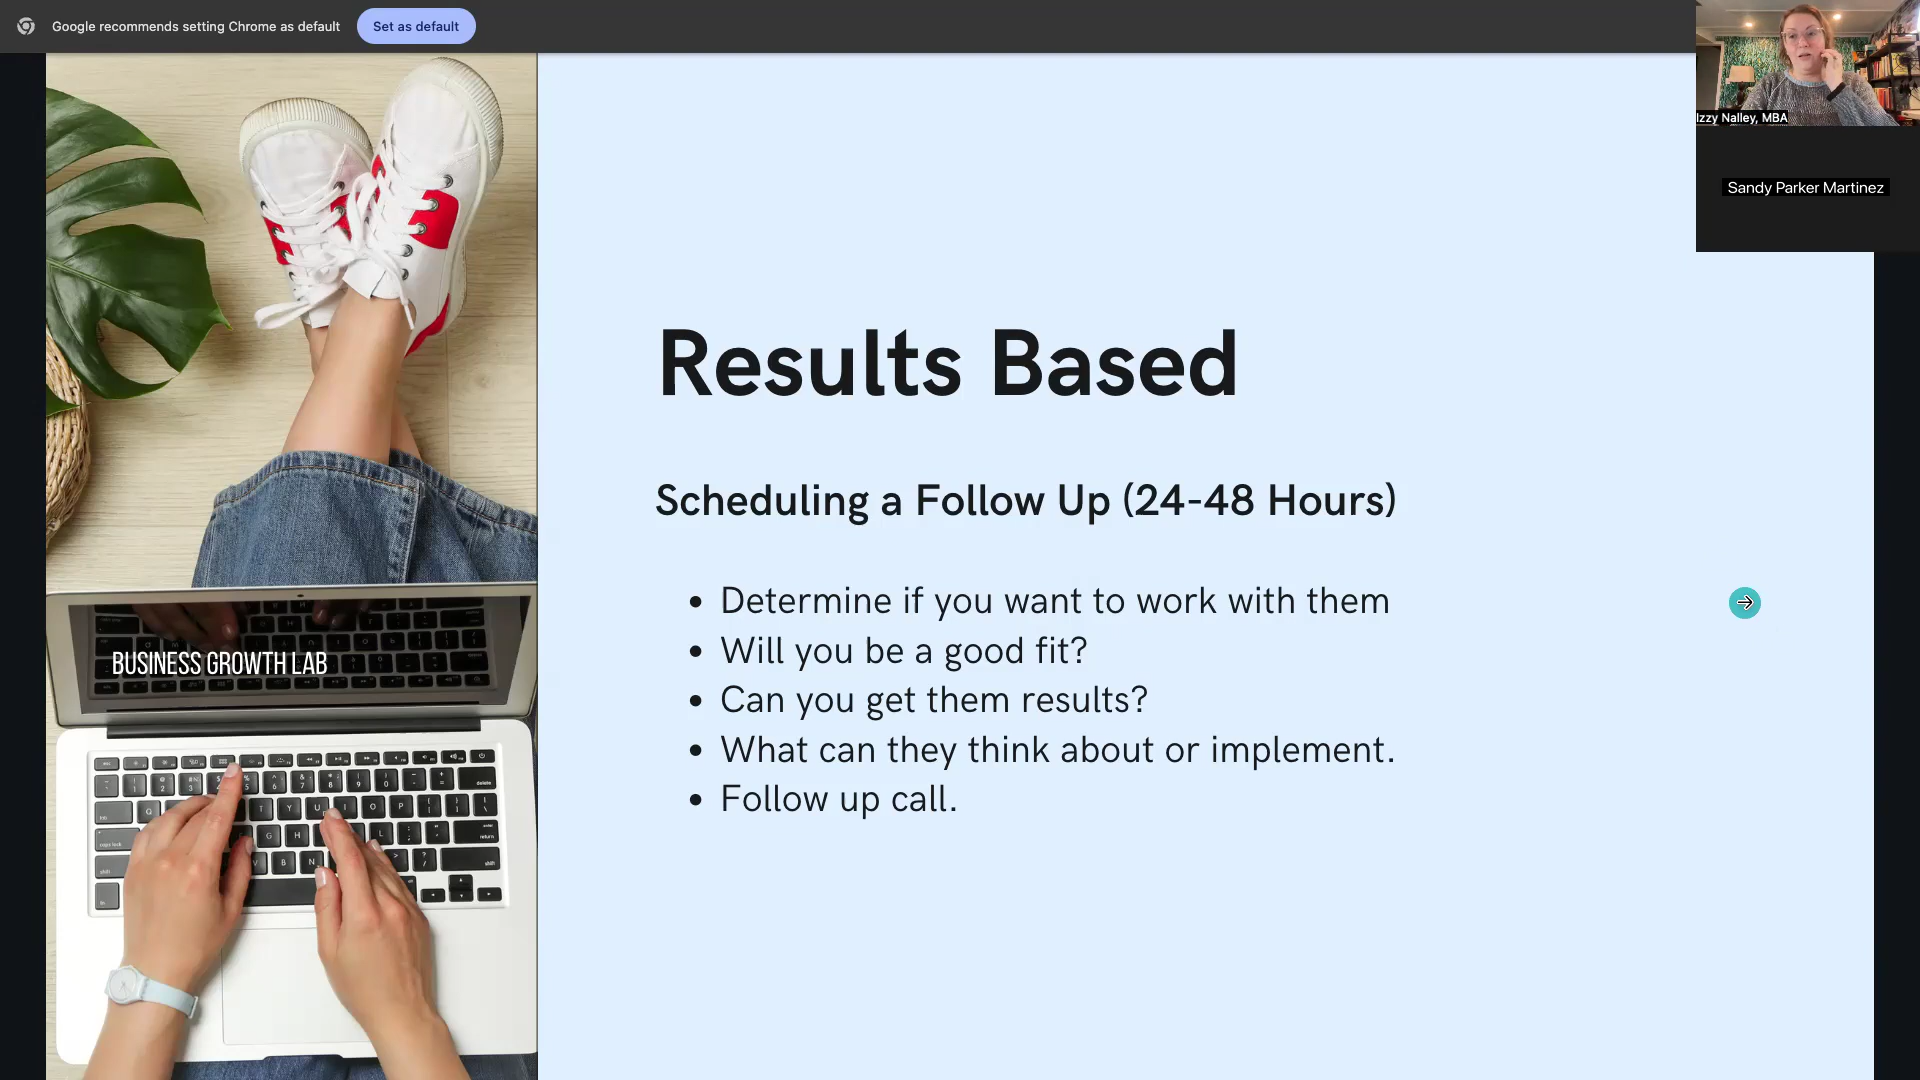 Google recommends setting Chrome as default
Set as default
Izzy Nalley, MBA
Sandy Parker Martinez
BUSINESS GROWTH LAB
Results Based
Scheduling a Follow Up (24-48 Hours)
• Determine if you want to work with them
• Will you be a good fit?
• Can you get them results?
• What can they think about or implement.
• Follow up call.